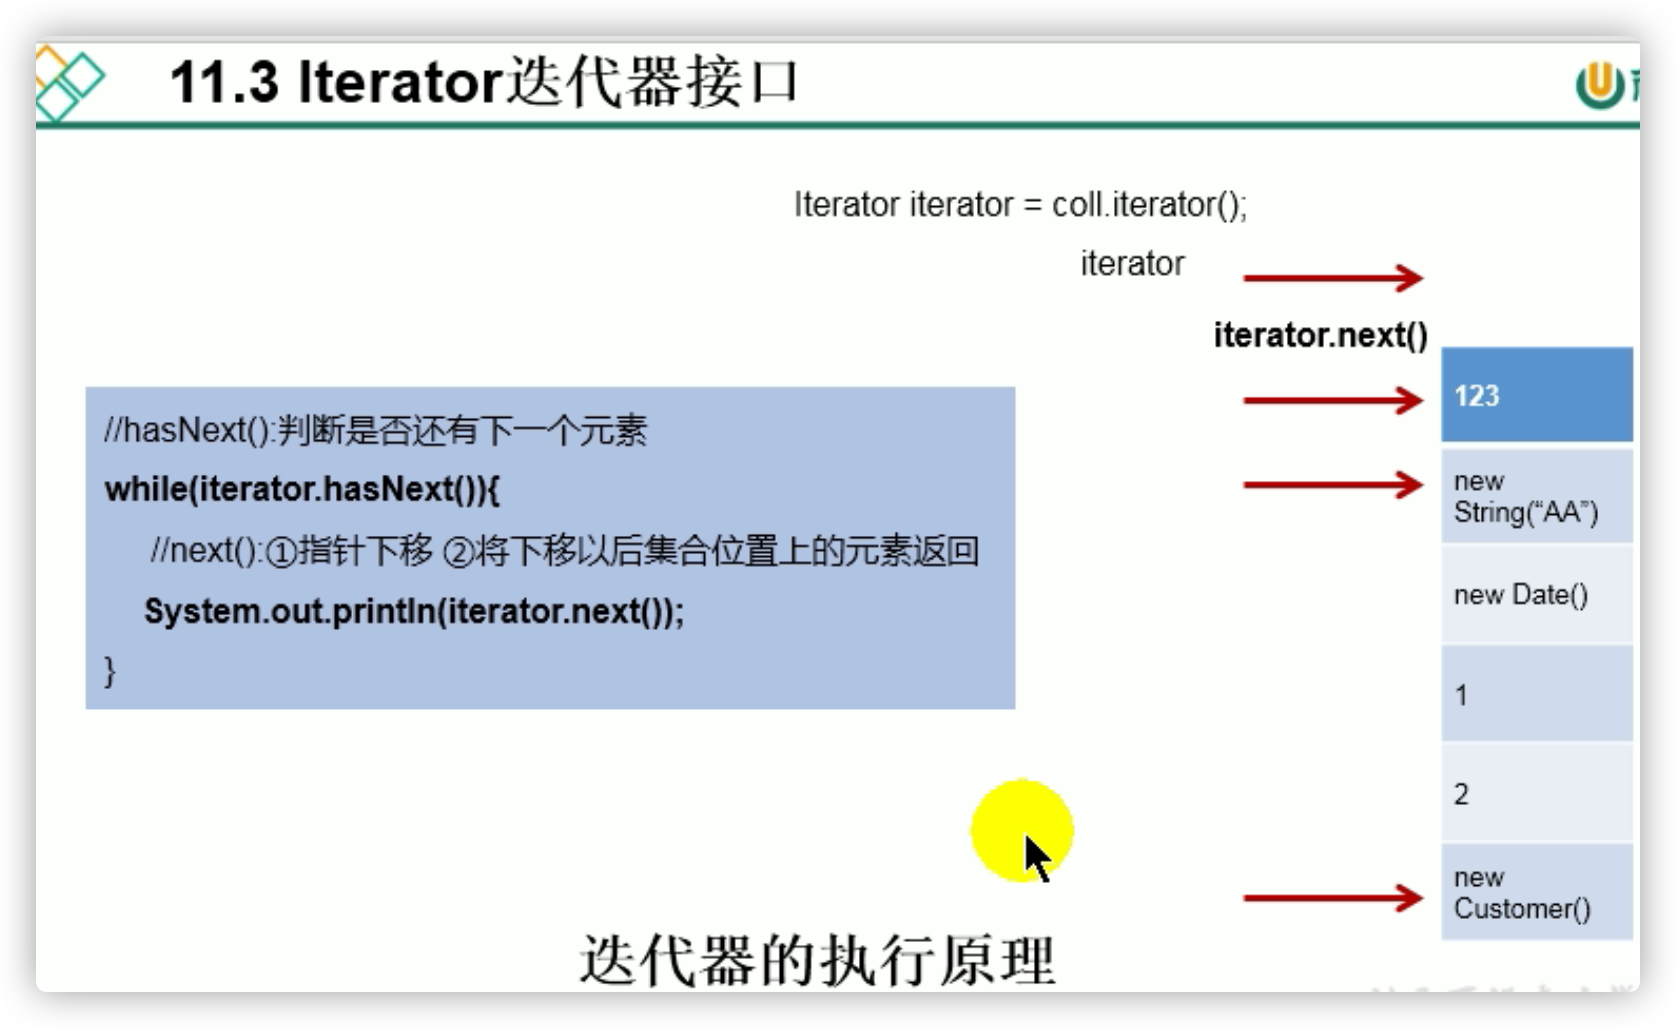 11.3 Iterator迭代器接口
Iterator iterator = coll.iterator();
iterator
iterator.next()
//hasNext():判断是否还有下一个元素
while(iterator.hasNext()){
//next():①指针下移 ②将下移以后集合位置上的元素返回
System.out.println(iterator.next());
}
123
new
String(“AA”)
new Date()
1
2
new
Customer()
迭代器的执行原理